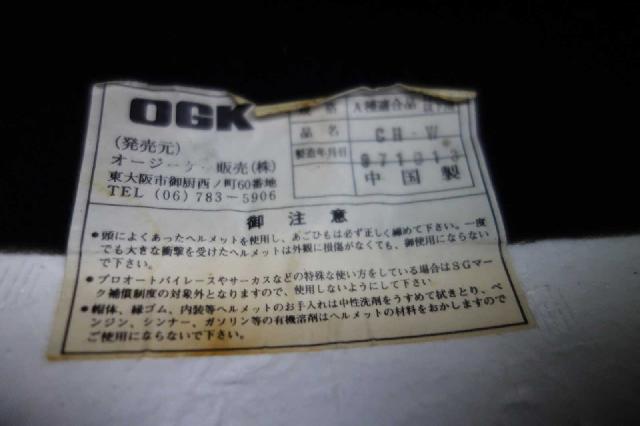 OGK
(発売元)
オージーケー販売(株)
東大阪市御厨西ノ町60番地
TEL (06) 783-5906
A種適合品
品名 CH-W
製造年月日 971013
中国製
御注意
•頭によくあったヘルメットを使用し、あごひもは必ず正しく締めて下さい。一度
でも大きな衝撃を受けたヘルメットは外観に損傷がなくても、御使用にならない
で下さい。
•プロオートバイレースやサーカスなどの特殊な使い方をしている場合はSGマー
ク補償制度の対象外となりますので、使用しないようにして下さい
•帽体、縁ゴム、内装等ヘルメットのお手入れは中性洗剤をうすめて拭きとり、ベ
ンジン、シンナー、ガソリン等の有機溶剤はヘルメットの材料をおかしますので
ご使用にならないで下さい。